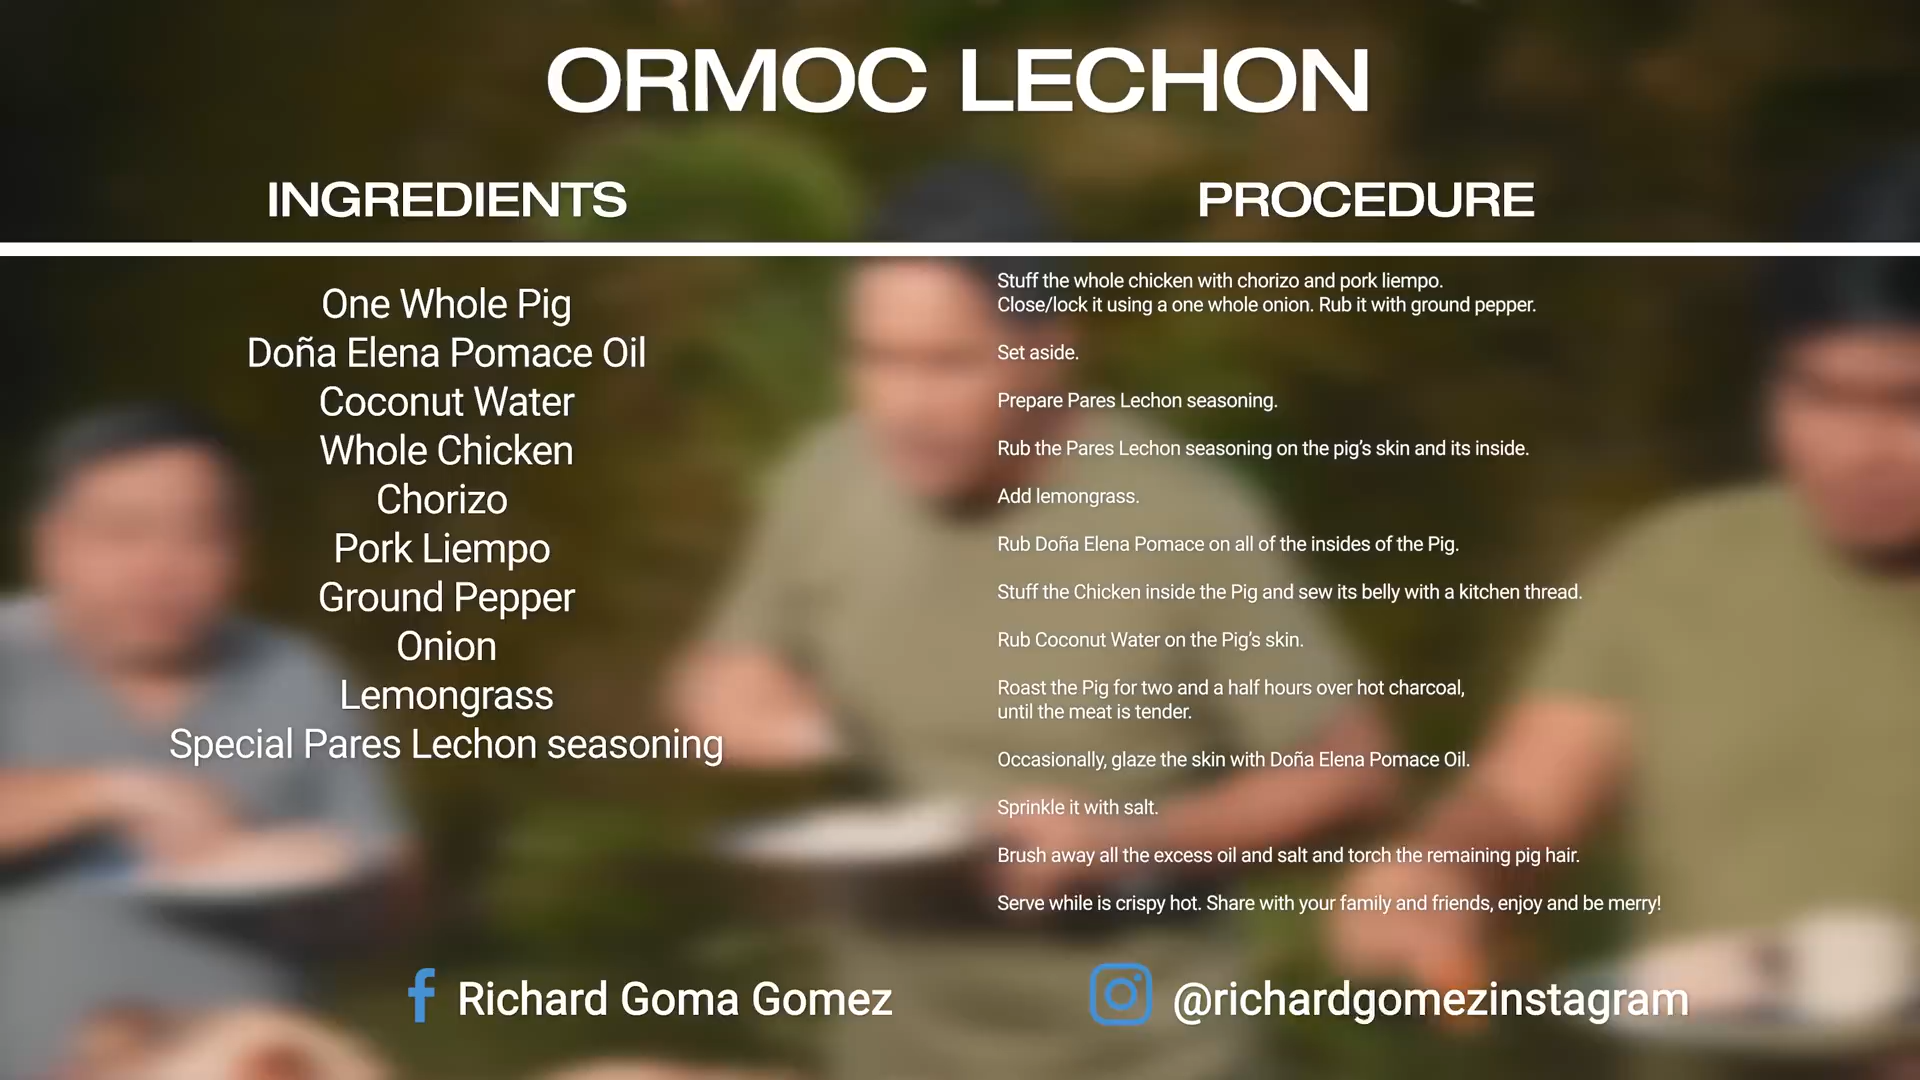 ORMOC LECHON
INGREDIENTS
One Whole Pig
Doña Elena Pomace Oil
Coconut Water
Whole Chicken
Chorizo
Pork Liempo
Ground Pepper
Onion
Lemongrass
Special Pares Lechon seasoning
PROCEDURE
Stuff the whole chicken with chorizo and pork liempo.
Close/lock it using a one whole onion. Rub it with ground pepper.
Set aside.
Prepare Pares Lechon seasoning.
Rub the Pares Lechon seasoning on the pig's skin and its inside.
Add lemongrass.
Rub Doña Elena Pomace on all of the insides of the Pig.
Stuff the Chicken inside the Pig and sew its belly with a kitchen thread.
Rub Coconut Water on the Pig's skin.
Roast the Pig for two and a half hours over hot charcoal,
until the meat is tender.
Occasionally, glaze the skin with Doña Elena Pomace Oil.
Sprinkle it with salt.
Brush away all the excess oil and salt and torch the remaining pig hair.
Serve while is crispy hot. Share with your family and friends, enjoy and be merry!
Richard Goma Gomez
@richardgomezinstagram